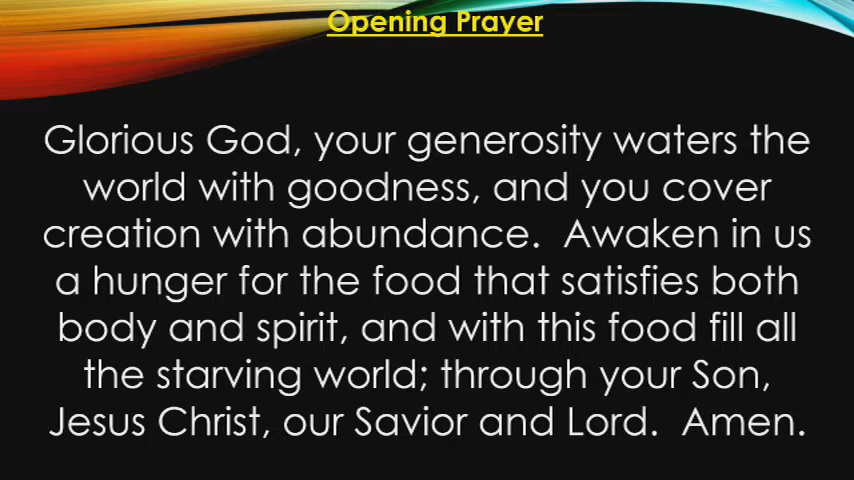 Opening Prayer
Glorious God, your generosity waters the
world with goodness, and you cover
creation with abundance.  Awaken in us
a hunger for the food that satisfies both
body and spirit, and with this food fill all
the starving world; through your Son,
Jesus Christ, our Savior and Lord.  Amen.